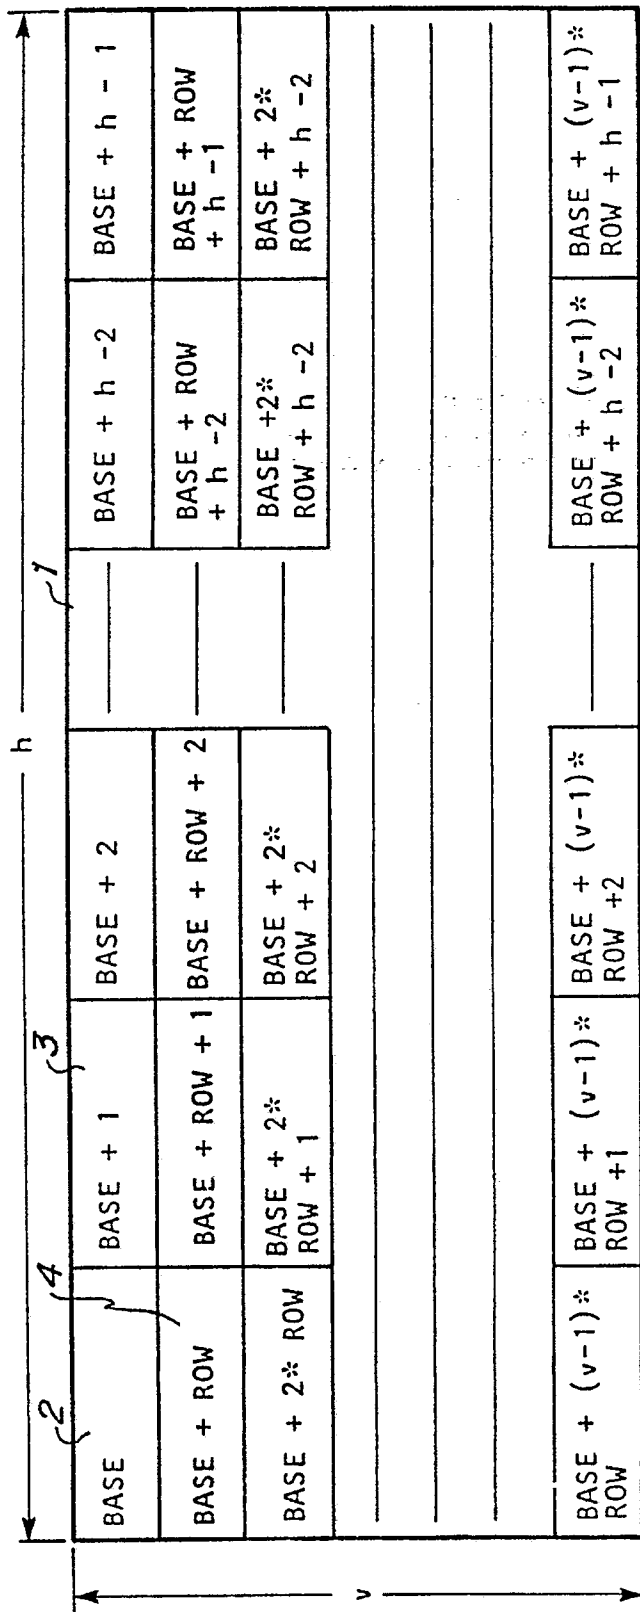 h
1
2
4
3
BASE
BASE + 1
BASE + 2
BASE + h -2
BASE + h - 1
BASE + ROW
BASE + ROW + 1
BASE + ROW + 2
BASE + ROW
+ h -2
BASE + ROW
+ h -1
BASE + 2* ROW
BASE + 2*
ROW + 1
BASE + 2*
ROW + 2
BASE +2*
ROW + h -2
BASE + 2*
ROW + h -2
v
BASE + (v-1)*
ROW
BASE + (v-1)*
ROW +1
BASE + (v-1)*
ROW +2
BASE + (v-1)*
ROW + h -2
BASE + (v-1)*
ROW + h -1